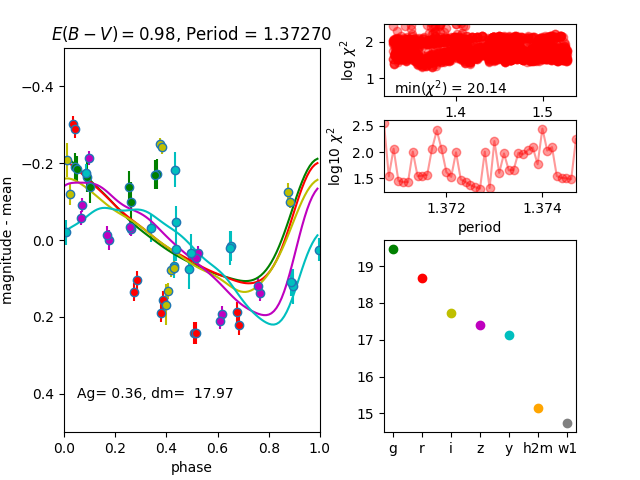 E(B − V) = 0.98, Period = 1.37270
−0.4
−0.2
0.0
0.2
0.4
magnitude - mean
Ag= 0.36, dm=  17.97
0.0 0.2 0.4 0.6 0.8 1.0
phase
log χ²
2
1
min(χ²) = 20.14
1.4 1.5
log10 χ²
2.5
2.0
1.5
1.372 1.374
period
19
18
17
16
15
g r i z y h2m w1